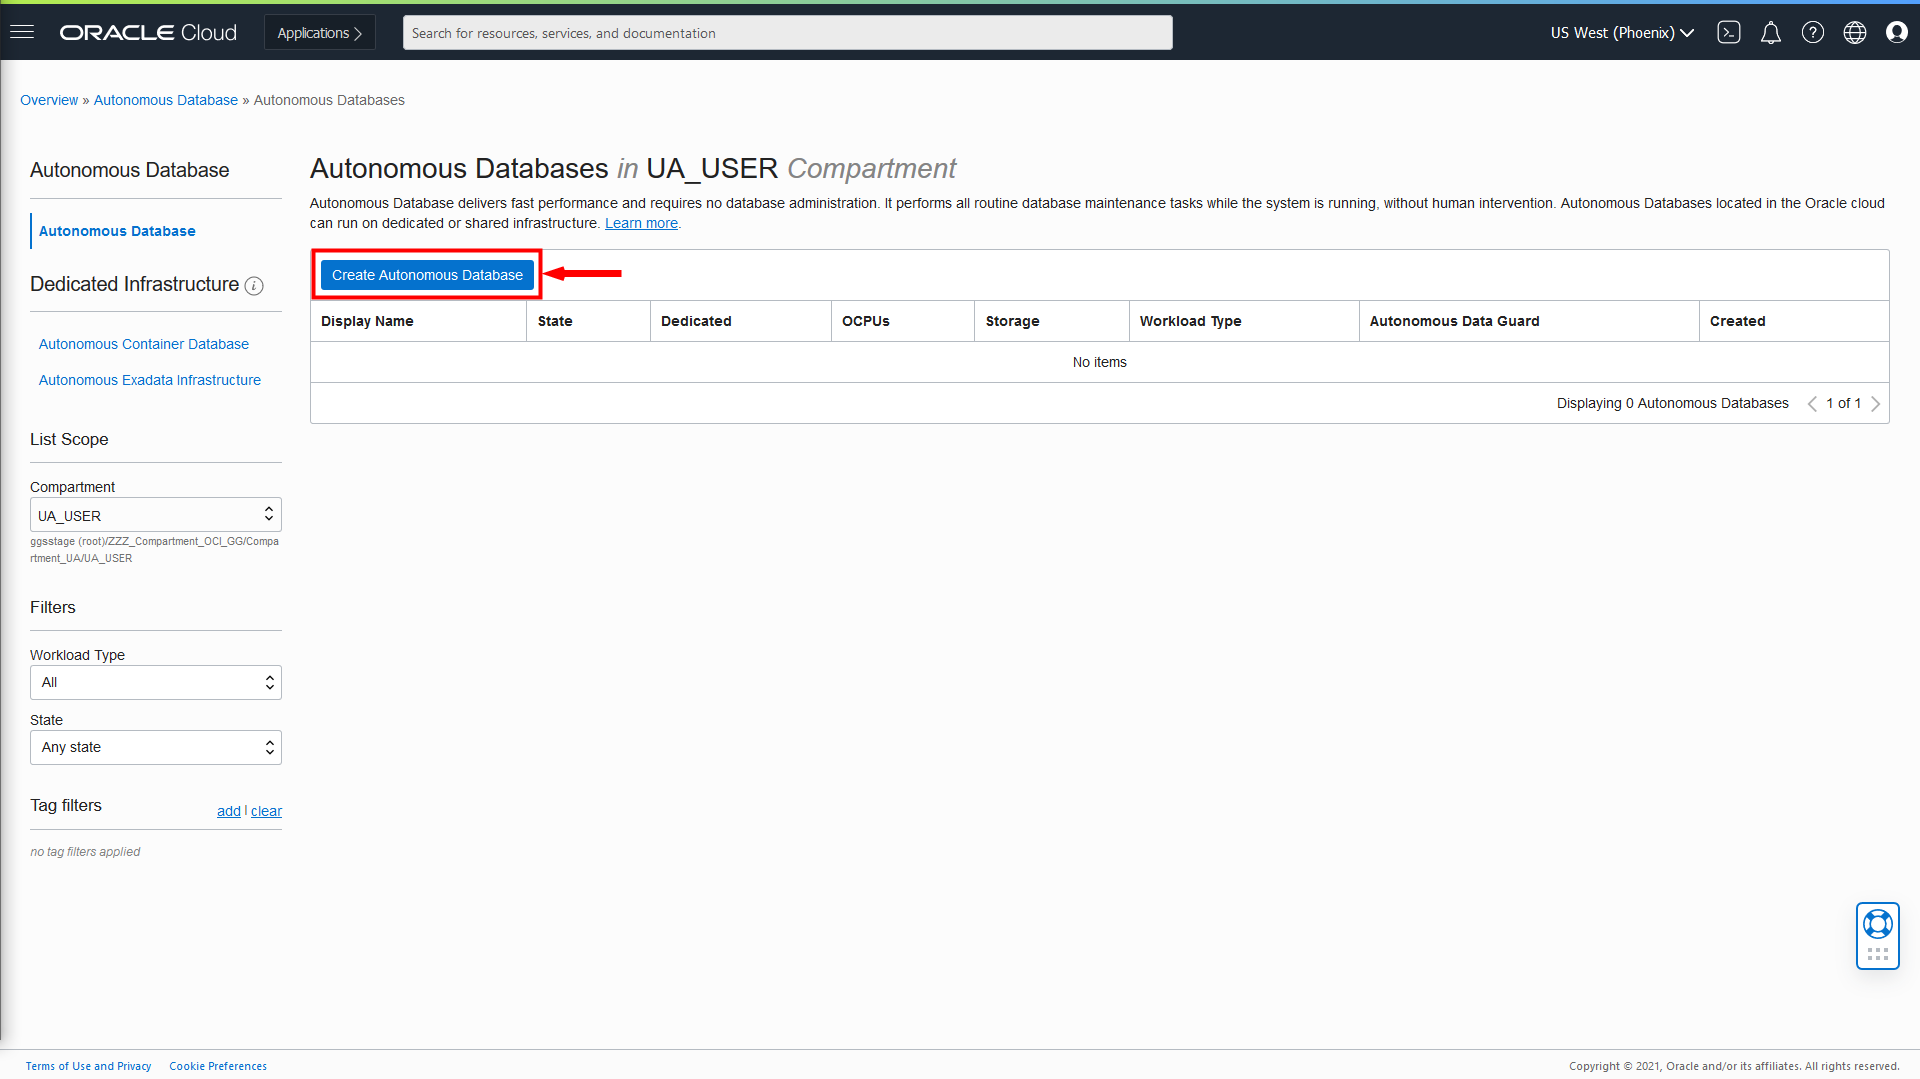 ORACLE Cloud
Applications
Search for resources, services, and documentation
US West (Phoenix)
Overview » Autonomous Database » Autonomous Databases
Autonomous Database
Autonomous Database
Dedicated Infrastructure
Autonomous Container Database
Autonomous Exadata Infrastructure
List Scope
Compartment
UA_USER
ggsstage (root)/ZZZ_Compartment_OCI_GG/Compa
rtment_UA/UA_USER
Filters
Workload Type
All
State
Any state
Tag filters
add | clear
no tag filters applied
Autonomous Databases in UA_USER Compartment
Autonomous Database delivers fast performance and requires no database administration. It performs all routine database maintenance tasks while the system is running, without human intervention. Autonomous Databases located in the Oracle cloud
can run on dedicated or shared infrastructure. Learn more.
Create Autonomous Database
Display Name State Dedicated OCPUs Storage Workload Type Autonomous Data Guard Created
No items
Displaying 0 Autonomous Databases 1 of 1
Terms of Use and Privacy Cookie Preferences
Copyright © 2021, Oracle and/or its affiliates. All rights reserved.